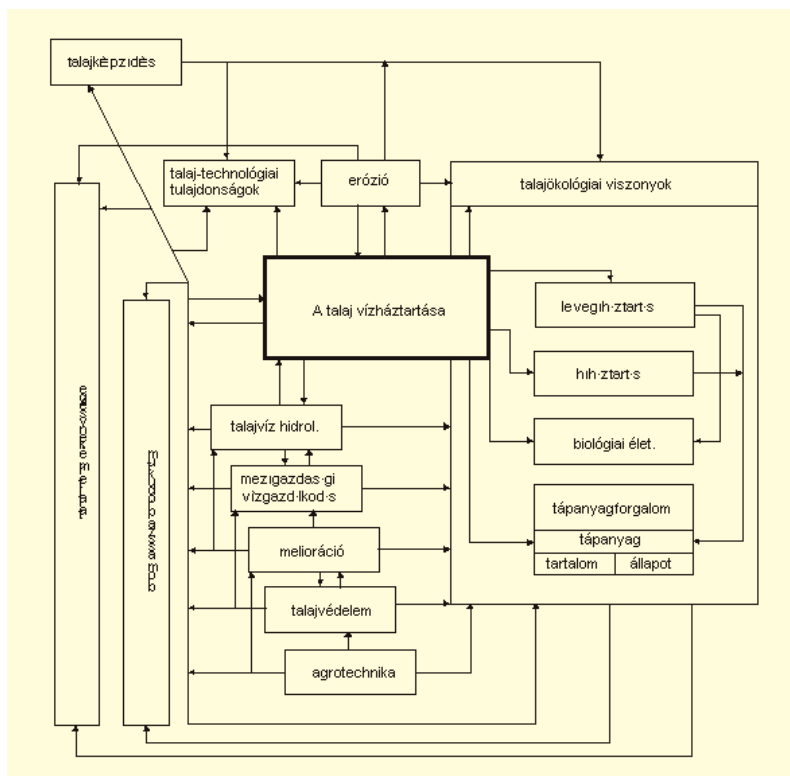 talajkèpzıdès
talaj-technológiai
tulajdonságok
erózió
talajökológiai viszonyok
A talaj vízháztartása
levegıh·ztart·s
hıh·ztart·s
biológiai élet.
talajvíz hidrol.
mezıgazdas·gi
vízgazd·lkod·s
tápanyagforgalom
tápanyag
tartalom
állapot
melioráció
talajvédelem
agrotechnika